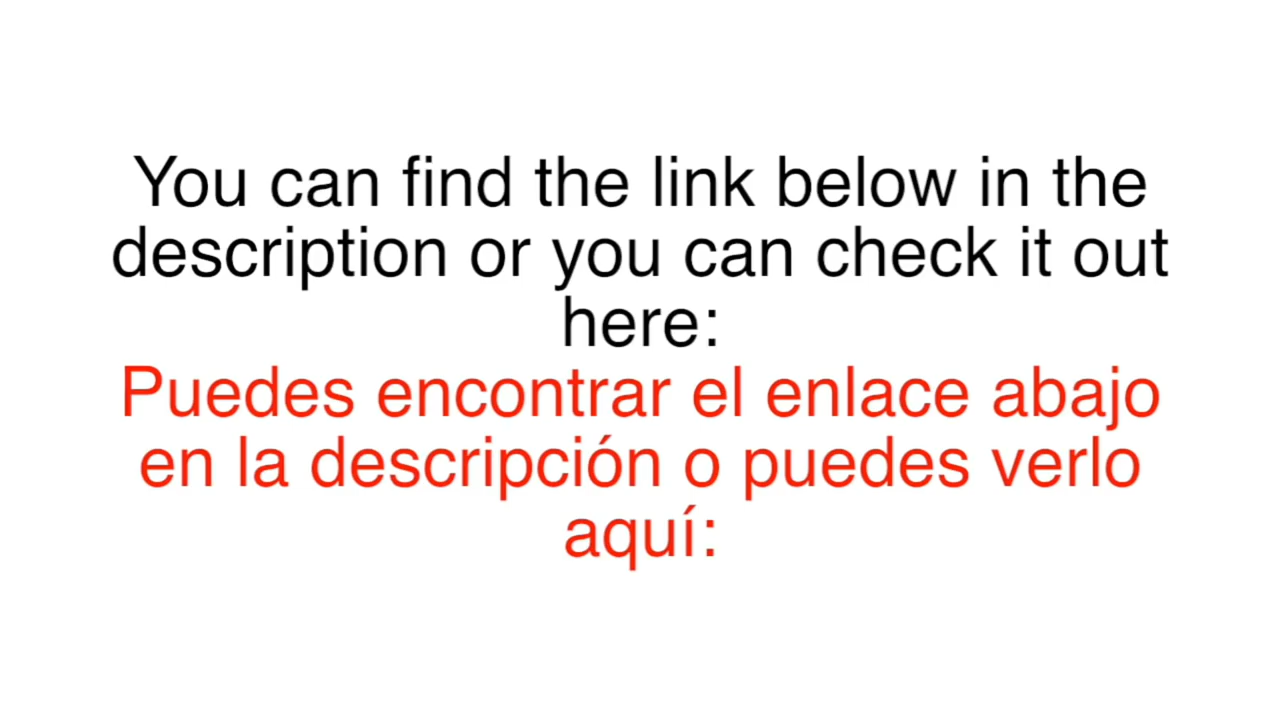 You can find the link below in the
description or you can check it out
here:
Puedes encontrar el enlace abajo
en la descripción o puedes verlo
aquí: